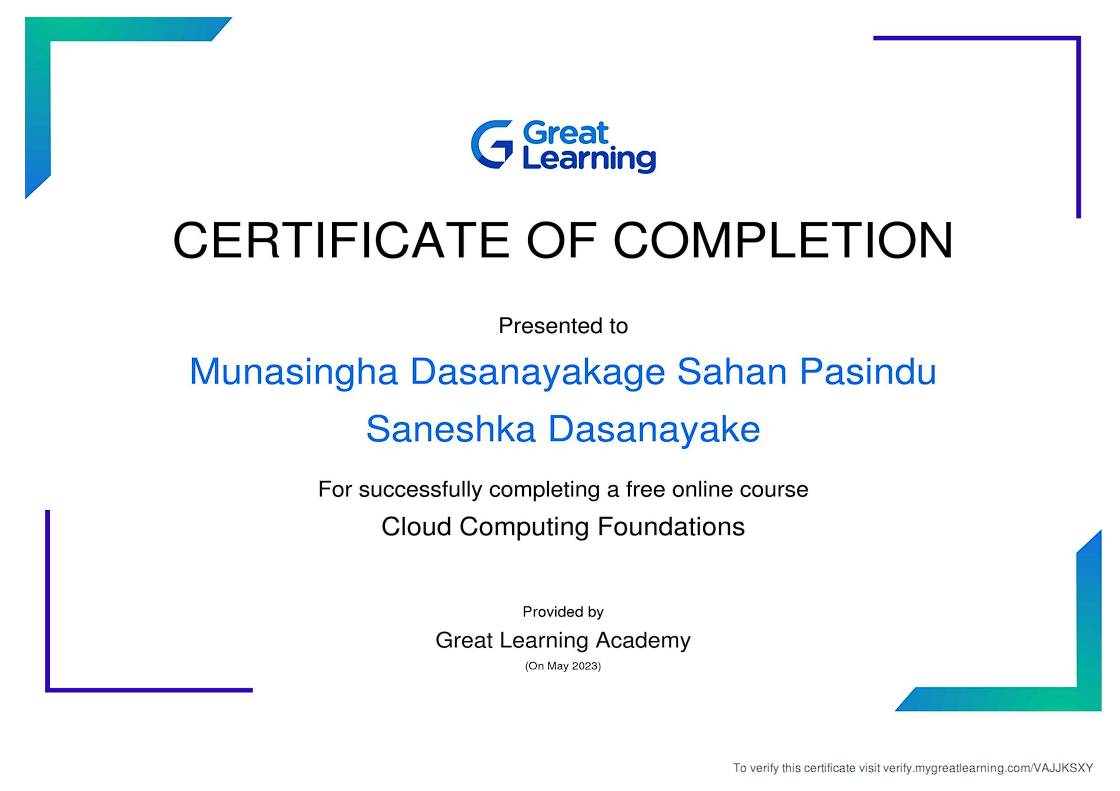 Great
Learning
CERTIFICATE OF COMPLETION
Presented to
Munasingha Dasanayakage Sahan Pasindu
Saneshka Dasanayake
For successfully completing a free online course
Cloud Computing Foundations
Provided by
Great Learning Academy
(On May 2023)
To verify this certificate visit verify.mygreatlearning.com/VAJJKSXY